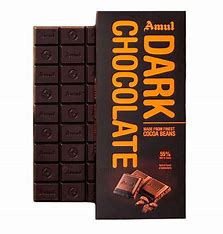 Amul
DARK
CHOCOLATE
MADE FROM FINEST
COCOA BEANS
55%